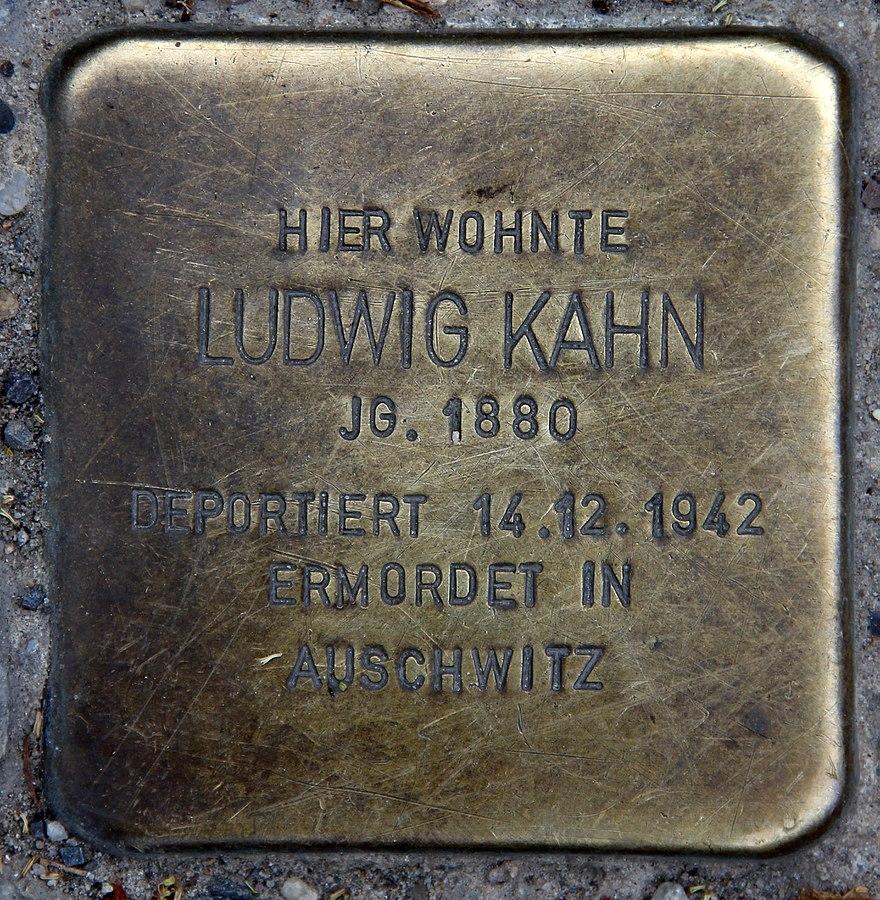 HIER WOHNTE
LUDWIG KAHN
JG. 1880
DEPORTIERT 14.12.1942
ERMORDET IN
AUSCHWITZ